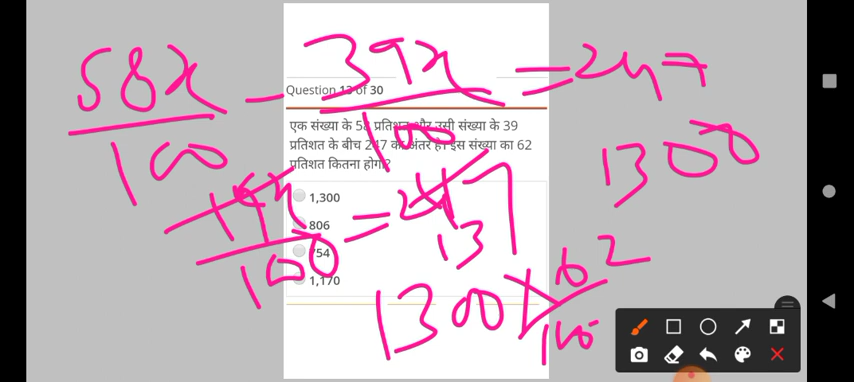 58x/100 - 39x/100 = 247
Question 13 of 30
एक संख्या के 58 प्रतिशत और उसी संख्या के 39
प्रतिशत के बीच 247 का अंतर है। इस संख्या का 62
प्रतिशत कितना होगा?
1300
19x/100 = 247
13
1,300
806
754
1,170
1300 x 62/100